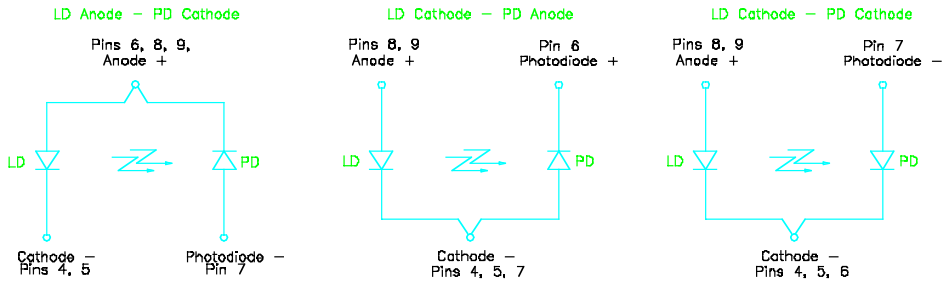 LD Anode – PD Cathode
Pins 6, 8, 9,
Anode +
LD
PD
Cathode –
Pins 4, 5
Photodiode –
Pin 7
LD Cathode – PD Anode
Pins 8, 9
Anode +
Pin 6
Photodiode +
LD
PD
Cathode –
Pins 4, 5, 7
LD Cathode – PD Cathode
Pins 8, 9
Anode +
Pin 7
Photodiode –
LD
PD
Cathode –
Pins 4, 5, 6